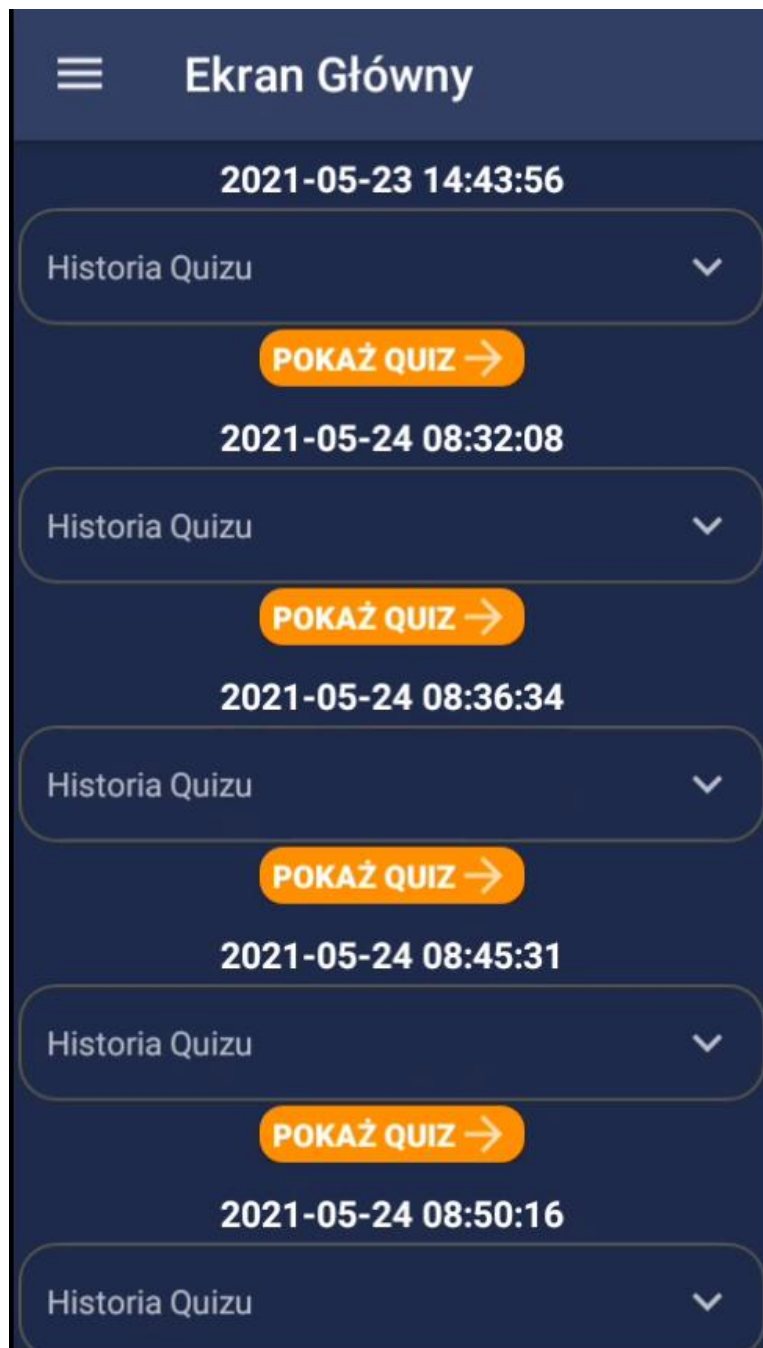 Ekran Główny
2021-05-23 14:43:56
Historia Quizu
POKAŻ QUIZ
2021-05-24 08:32:08
Historia Quizu
POKAŻ QUIZ
2021-05-24 08:36:34
Historia Quizu
POKAŻ QUIZ
2021-05-24 08:45:31
Historia Quizu
POKAŻ QUIZ
2021-05-24 08:50:16
Historia Quizu